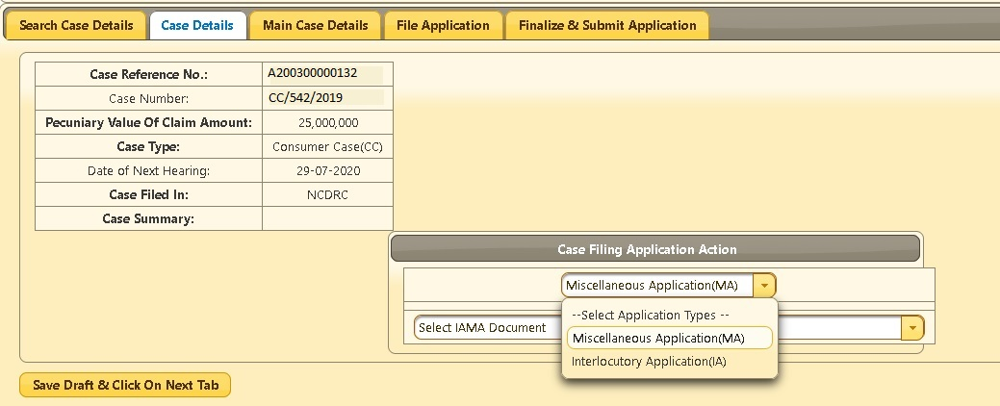 Search Case Details Case Details Main Case Details File Application Finalize & Submit Application
Case Reference No.: A200300000132
Case Number: CC/542/2019
Pecuniary Value Of Claim Amount: 25,000,000
Case Type: Consumer Case(CC)
Date of Next Hearing: 29-07-2020
Case Filed In: NCDRC
Case Summary:
Case Filing Application Action
Miscellaneous Application(MA)
--Select Application Types --
Select IAMA Document
Miscellaneous Application(MA)
Interlocutory Application(IA)
Save Draft & Click On Next Tab